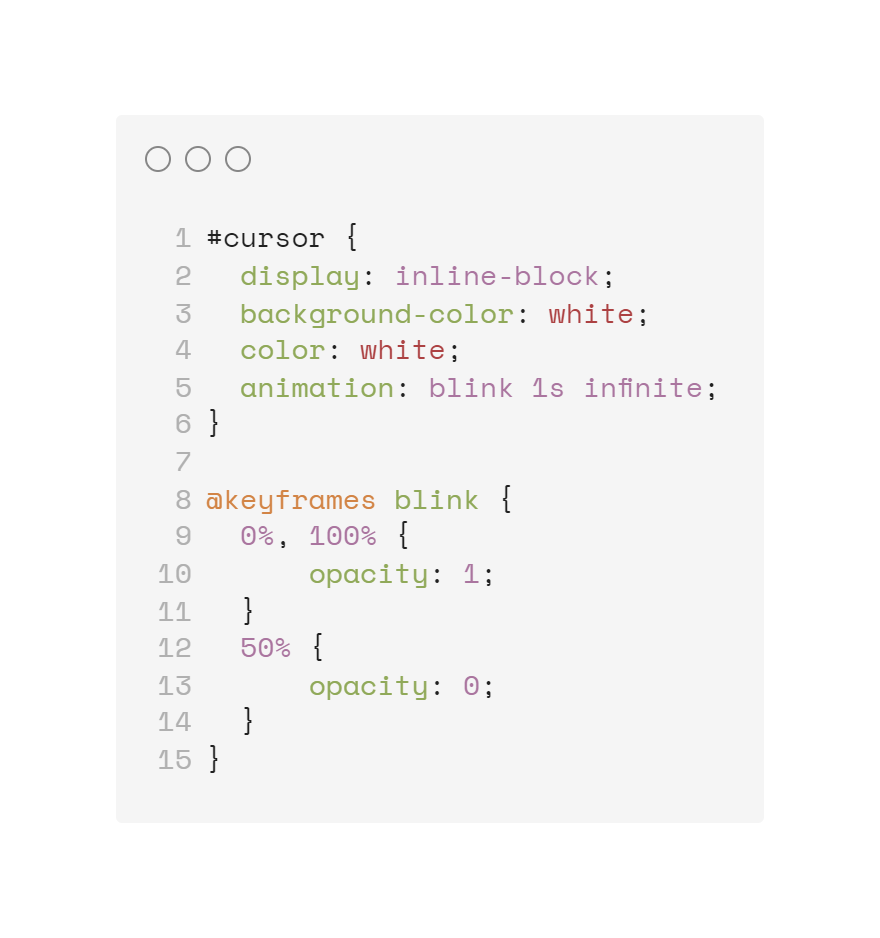 1 #cursor {
2   display: inline-block;
3   background-color: white;
4   color: white;
5   animation: blink 1s infinite;
6 }
7
8 @keyframes blink {
9   0%, 100% {
10       opacity: 1;
11   }
12   50% {
13       opacity: 0;
14   }
15 }